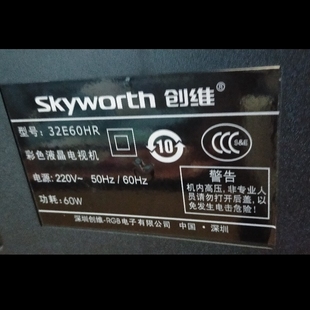 Skyworth 创维®
型号: 32E60HR
彩色液晶电视机
10
CCC S&E
电源: 220V~ 50Hz / 60Hz
功耗: 60W
警告
机内高压, 非专业人
员请勿打开后盖, 以
免发生电击危险!
深圳创维-RGB电子有限公司 中国·深圳